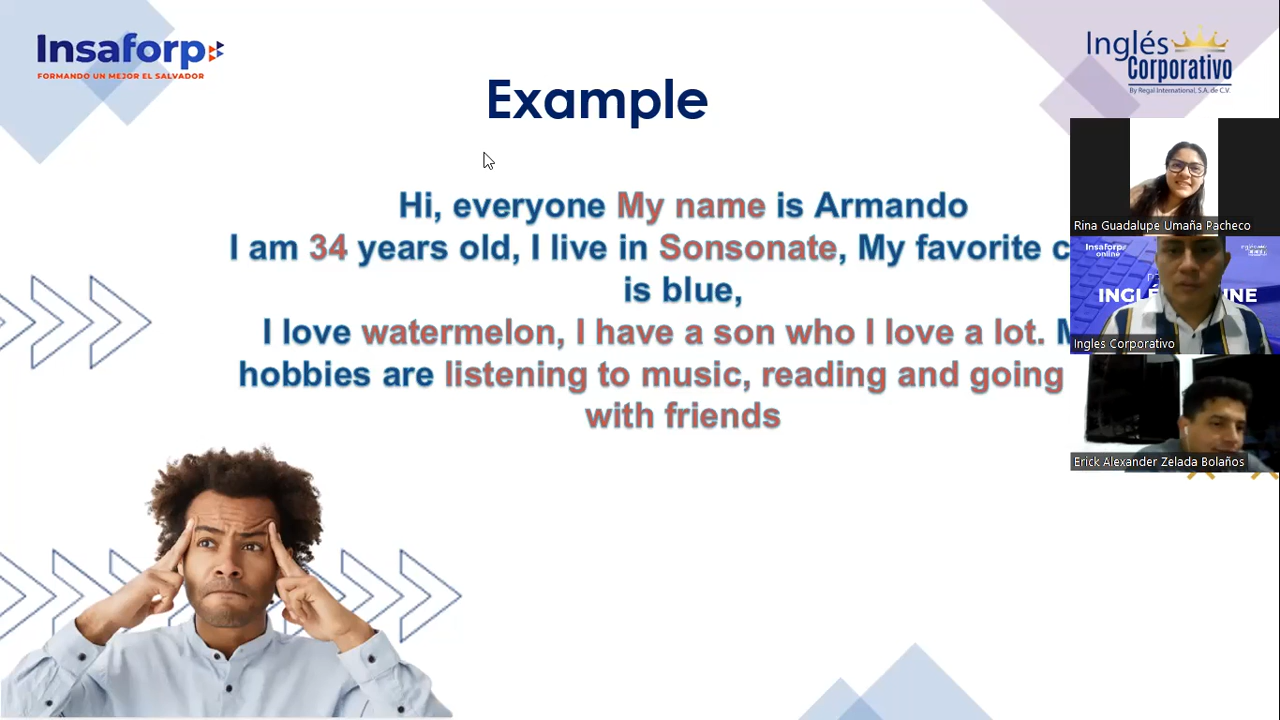 Insaforp
FORMANDO UN MEJOR EL SALVADOR
Inglés
Corporativo
By Regal International, S.A. de C.V.
Example
Hi, everyone My name is Armando
I am 34 years old, I live in Sonsonate, My favorite
is blue,
I love watermelon, I have a son who I love a lot.
hobbies are listening to music, reading and going
with friends
Rina Guadalupe Umaña Pacheco
Insaforp
online
Ingles Corporativo
Erick Alexander Zelada Bolaños